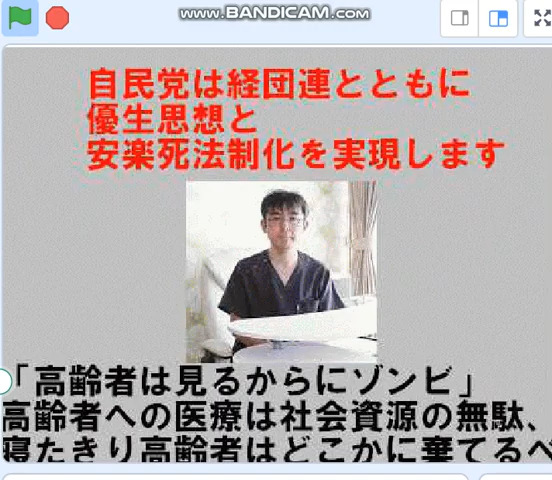 www.BANDICAM.com
自民党は経団連とともに
優生思想と
安楽死法制化を実現します
「高齢者は見るからにゾンビ」
高齢者への医療は社会資源の無駄、
寝たきり高齢者はどこかに棄てるべ